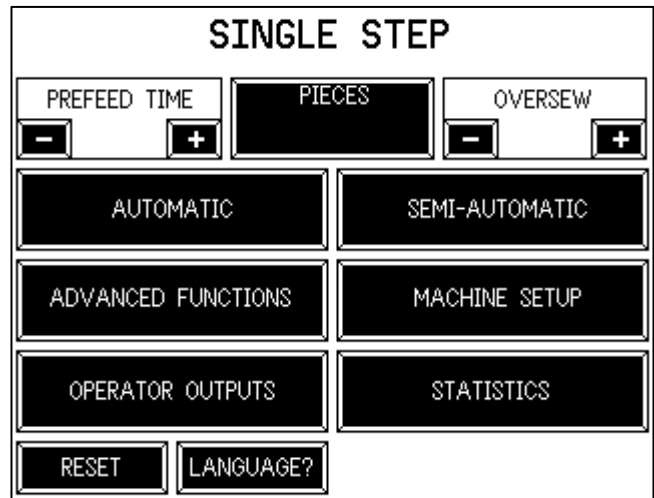 SINGLE STEP
PREFEED TIME
PIECES
OVERSEW
- +
- +
AUTOMATIC
SEMI-AUTOMATIC
ADVANCED FUNCTIONS
MACHINE SETUP
OPERATOR OUTPUTS
STATISTICS
RESET
LANGUAGE?